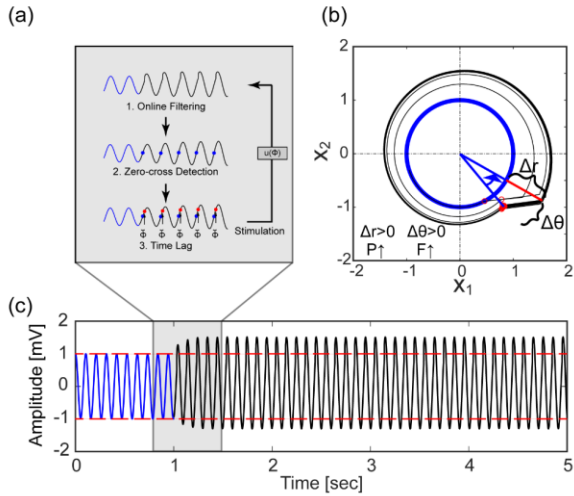 (a)
1. Online Filtering
2. Zero-cross Detection
u(Φ)
Φ Φ Φ Φ Φ
Stimulation
3. Time Lag
(b)
2
1
0
-1
-2
X2
Δr
Δθ
Δr>0 Δθ>0
P↑ F↑
-2 -1 0 1 2
X1
(c)
2
1
0
-1
-2
Amplitude [mV]
0 1 2 3 4 5
Time [sec]